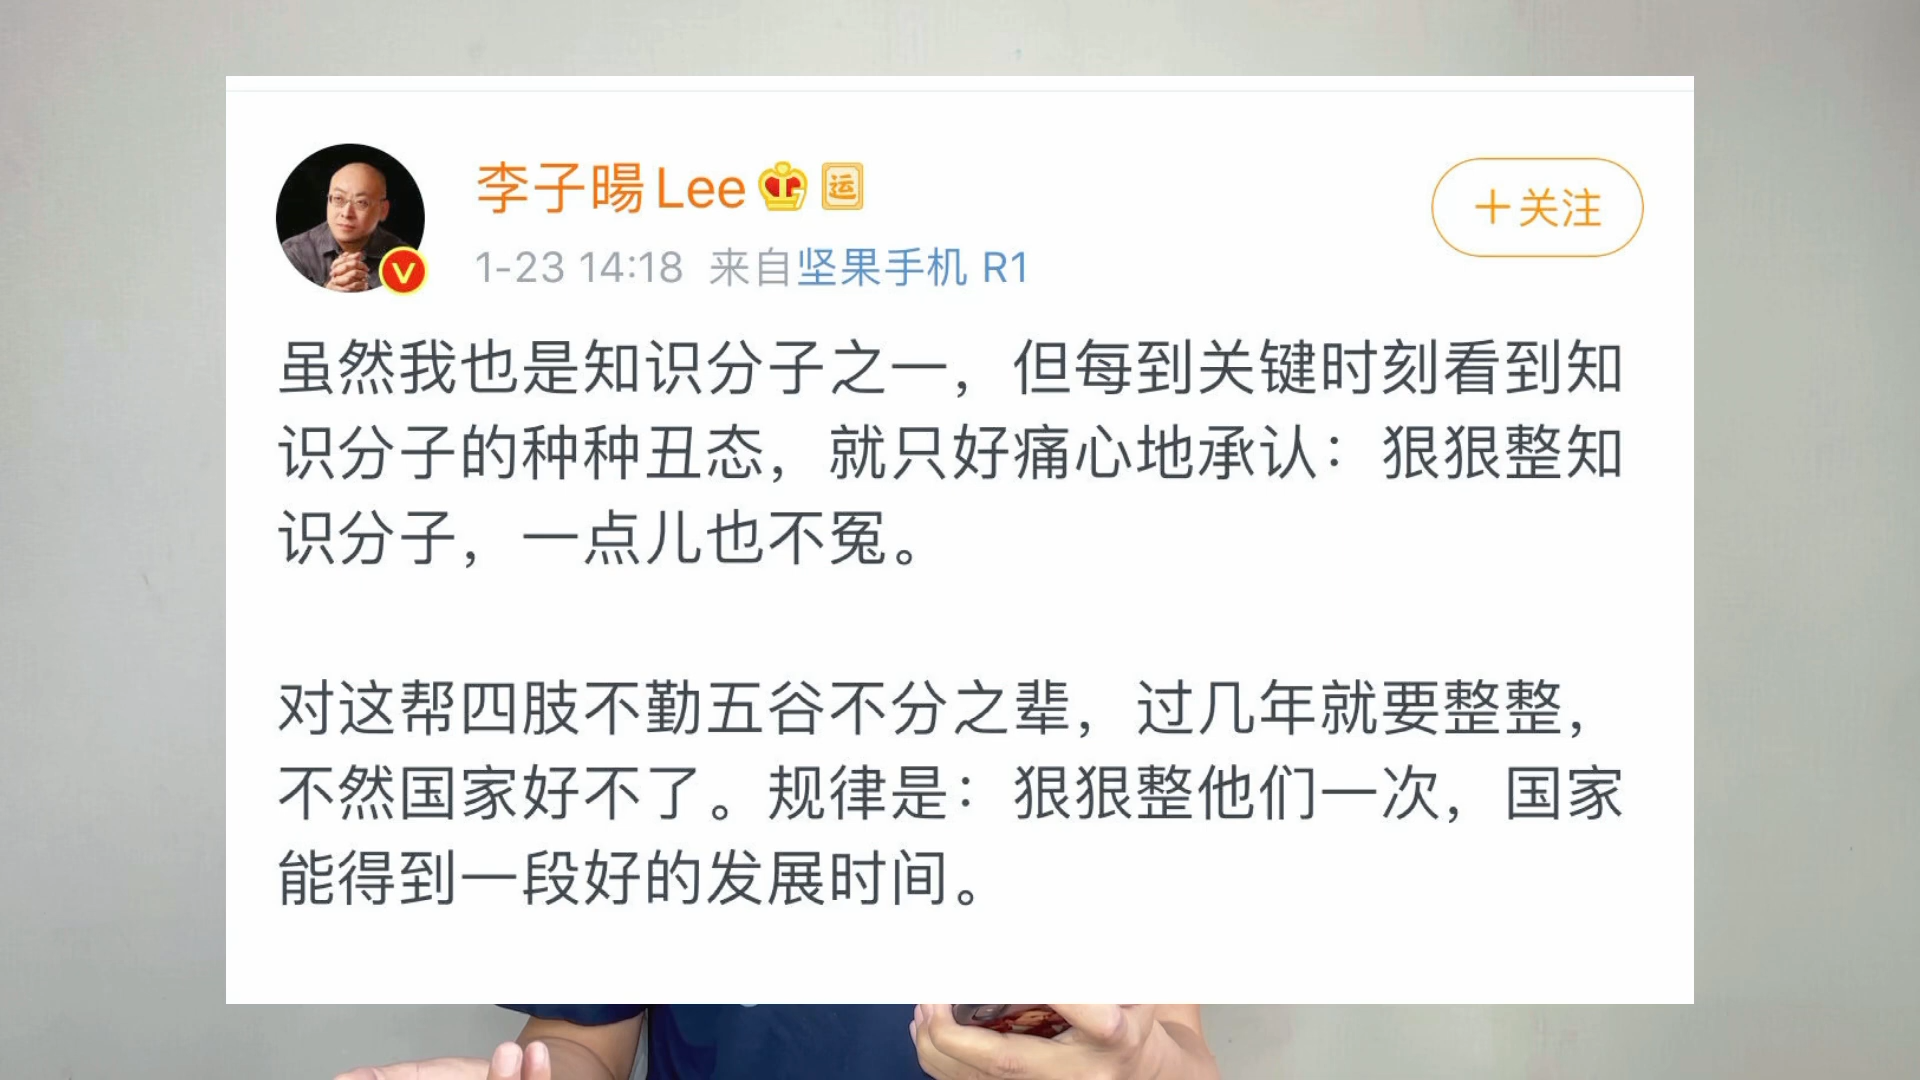 李子暘Lee 运
+关注
1-23 14:18 来自坚果手机 R1
虽然我也是知识分子之一，但每到关键时刻看到知
识分子的种种丑态，就只好痛心地承认：狠狠整知
识分子，一点儿也不冤。
对这帮四肢不勤五谷不分之辈，过几年就要整整，
不然国家好不了。规律是：狠狠整他们一次，国家
能得到一段好的发展时间。